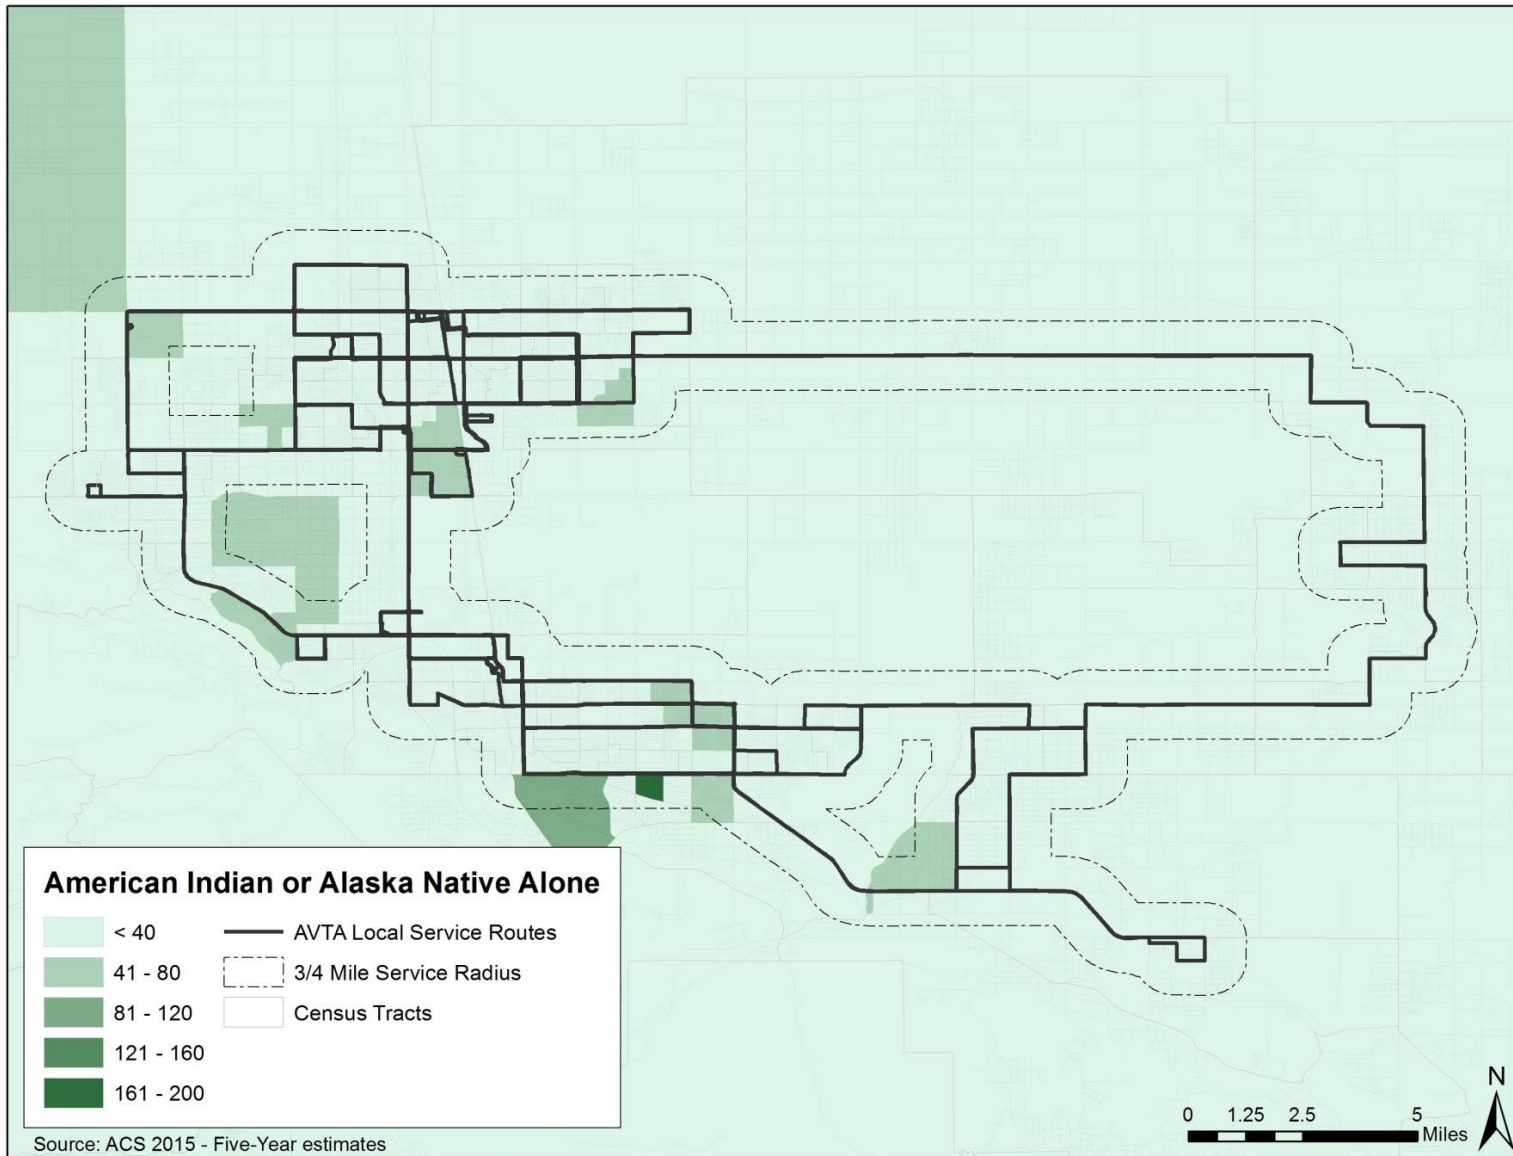 American Indian or Alaska Native Alone
< 40
AVTA Local Service Routes
41 - 80
3/4 Mile Service Radius
81 - 120
Census Tracts
121 - 160
161 - 200
Source: ACS 2015 - Five-Year estimates
N
0 1.25 2.5 5
Miles